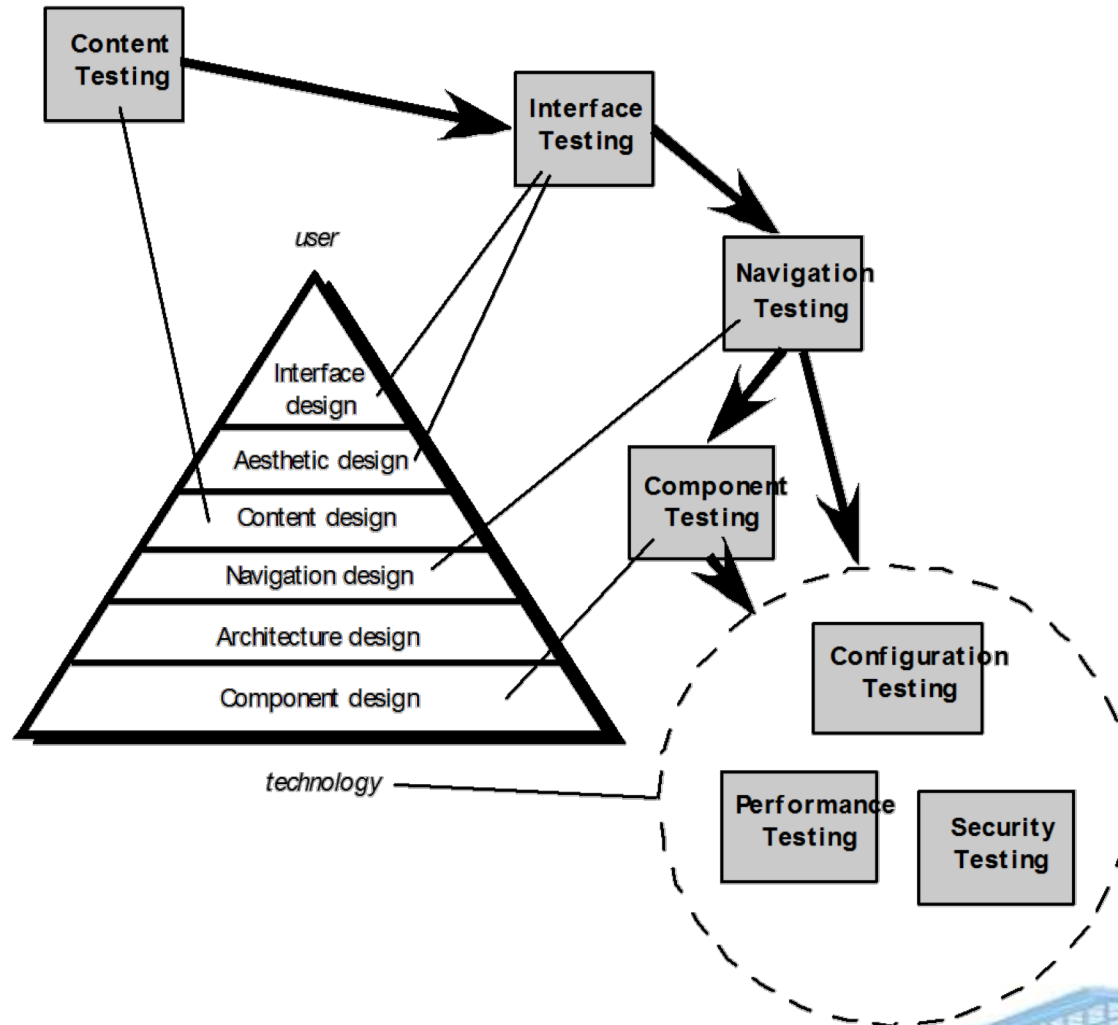 Content
Testing
Interface
Testing
user
Navigation
Testing
Interface
design
Aesthetic design
Component
Testing
Content design
Navigation design
Architecture design
Configuration
Testing
Component design
technology
Performance
Testing
Security
Testing